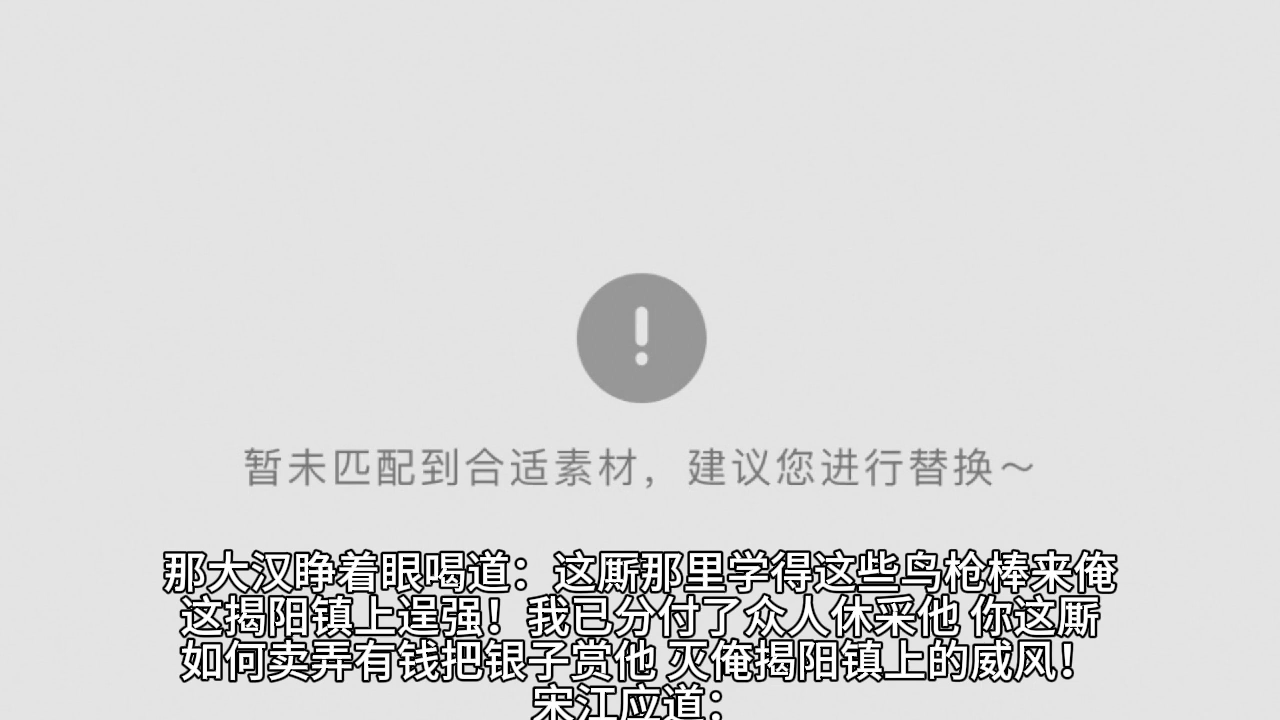 暂未匹配到合适素材，建议您进行替换～
那大汉睁着眼喝道：这厮那里学得这些鸟枪棒来俺
这揭阳镇上逞强！我已分付了众人休采他 你这厮
如何卖弄有钱把银子赏他 灭俺揭阳镇上的威风！
宋江应道：